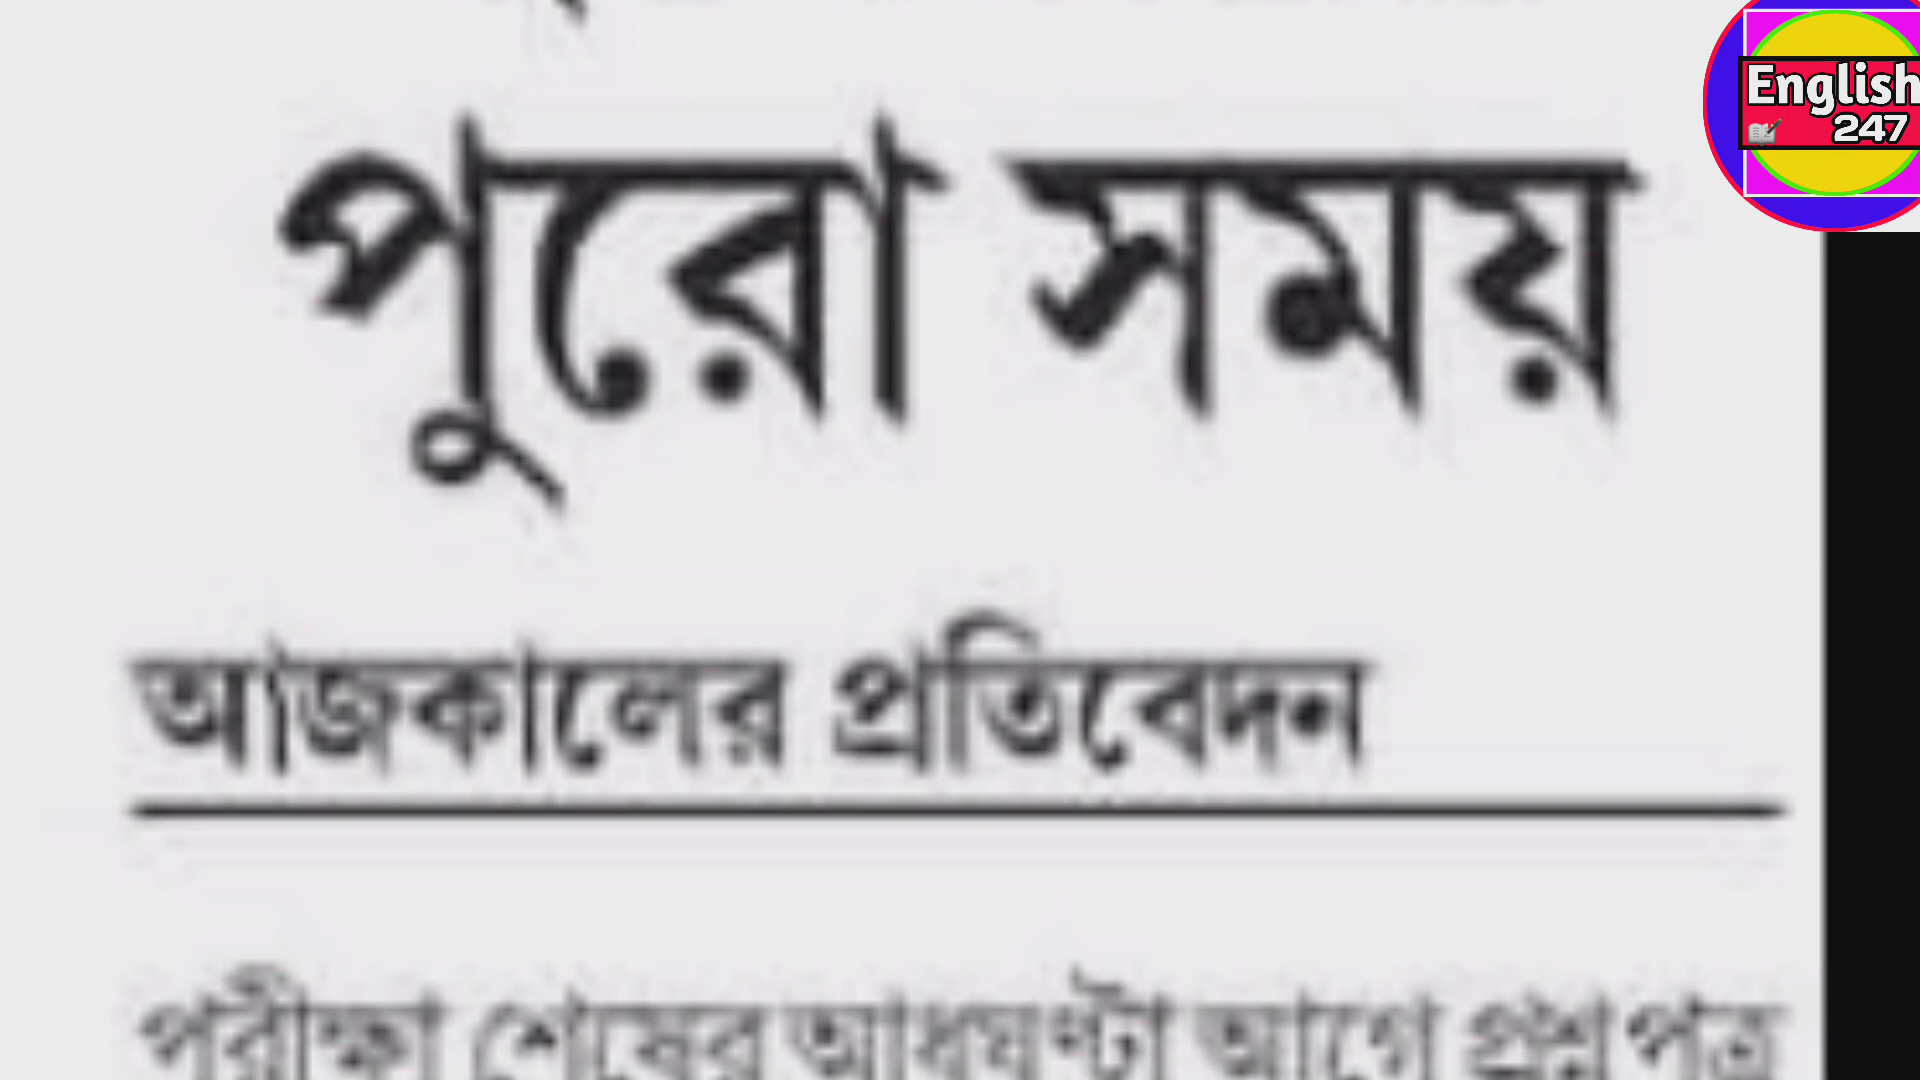 পুরো সময়
English
247
আজকালের প্রতিবেদন
পরীক্ষা শেষের আধঘণ্টা আগে প্রশ্নপত্র